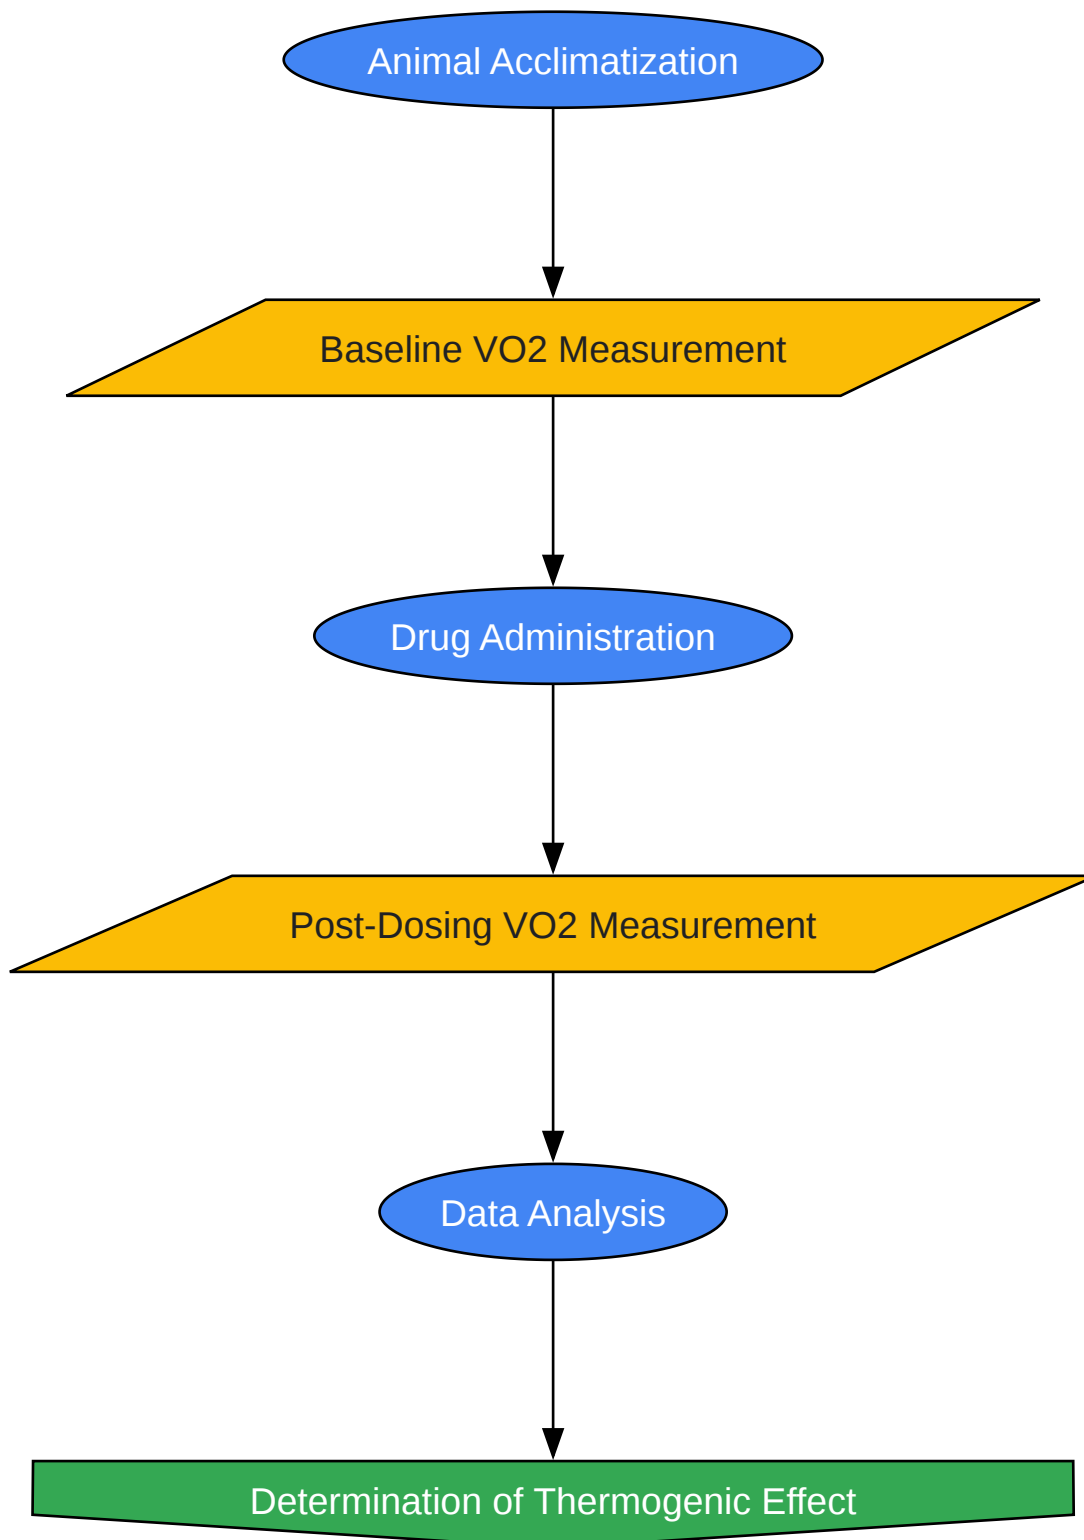 Animal Acclimatization
Baseline VO2 Measurement
Drug Administration
Post-Dosing VO2 Measurement
Data Analysis
Determination of Thermogenic Effect